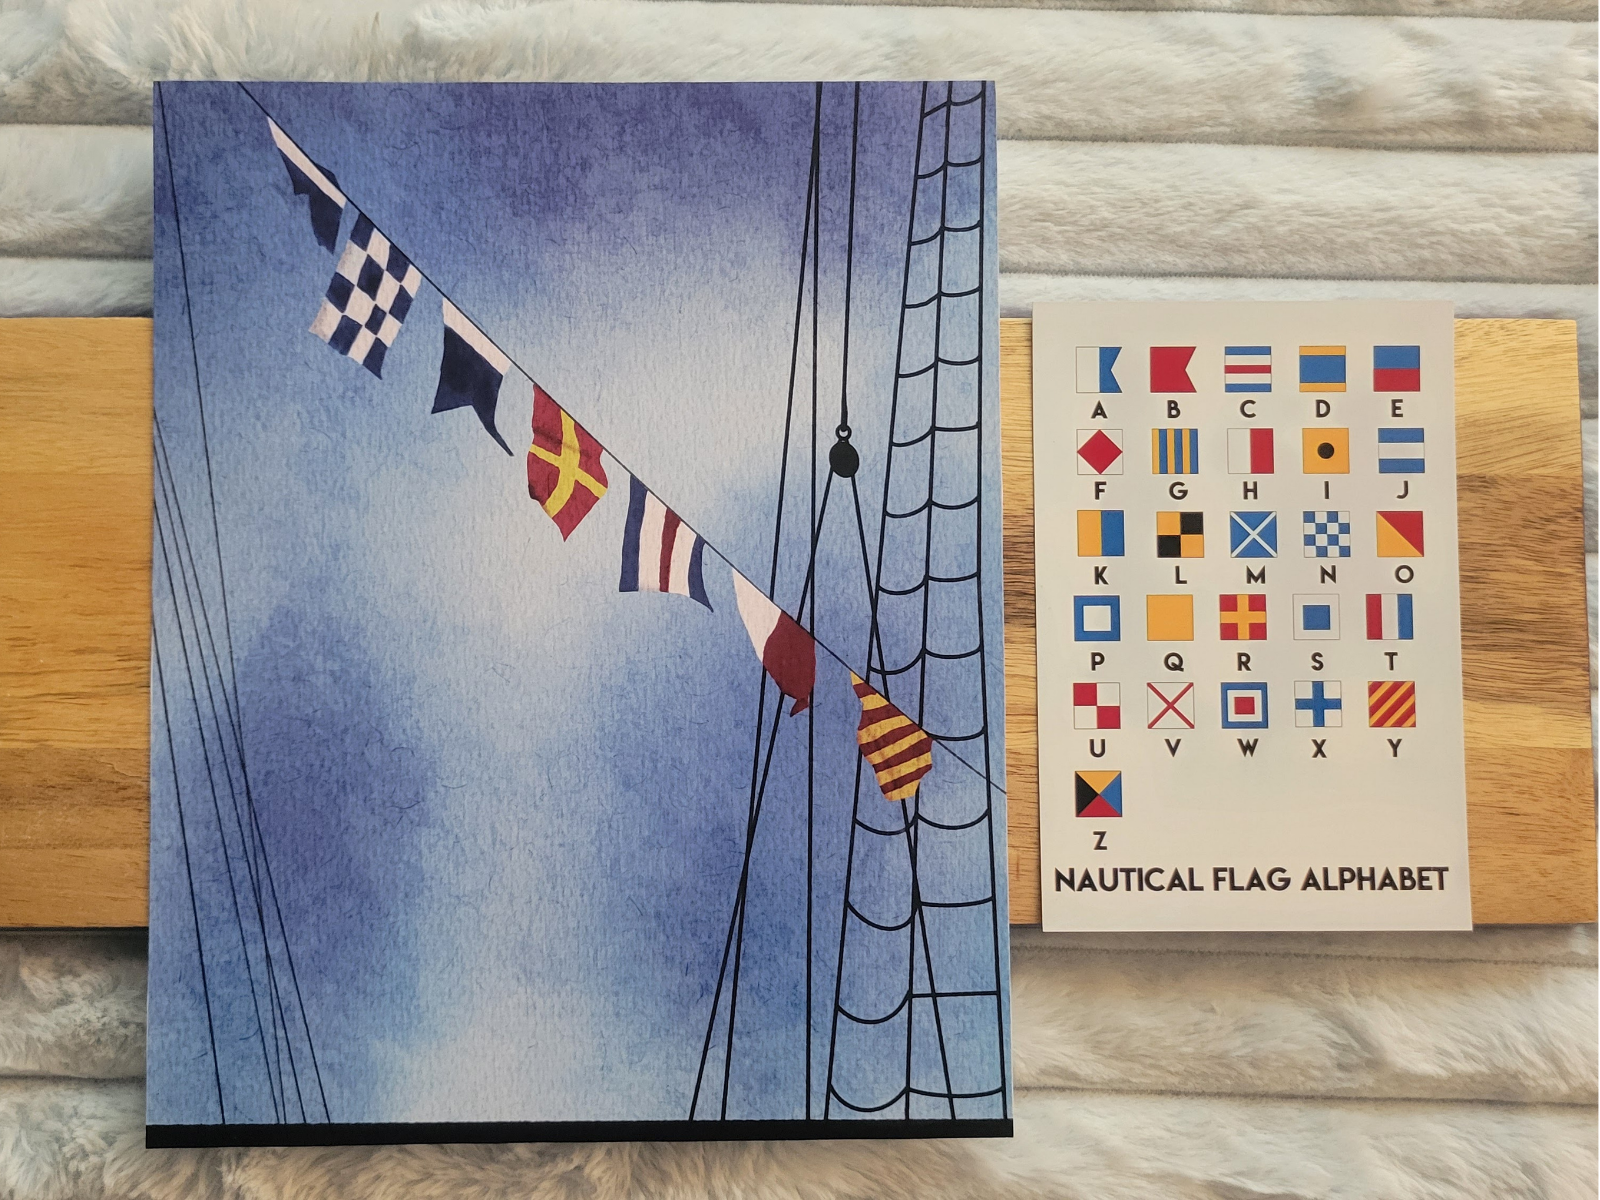 A B C D E
F G H I J
K L M N O
P Q R S T
U V W X Y
Z
NAUTICAL FLAG ALPHABET